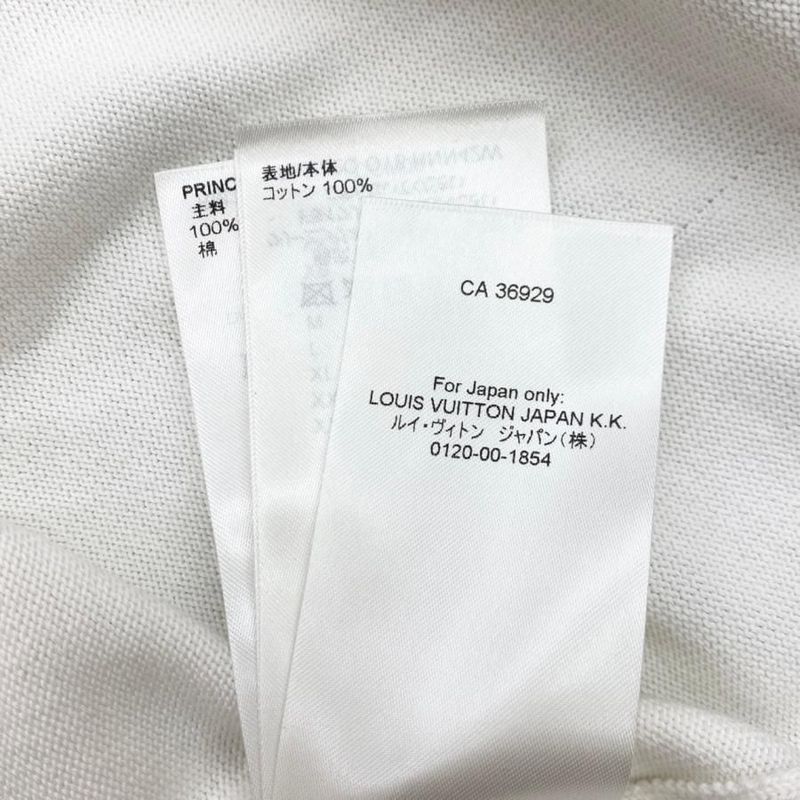 PRINC
主料
100%
棉
表地/本体
コットン 100%
CA 36929
For Japan only:
LOUIS VUITTON JAPAN K.K.
ルイ・ヴィトン ジャパン(株)
0120-00-1854